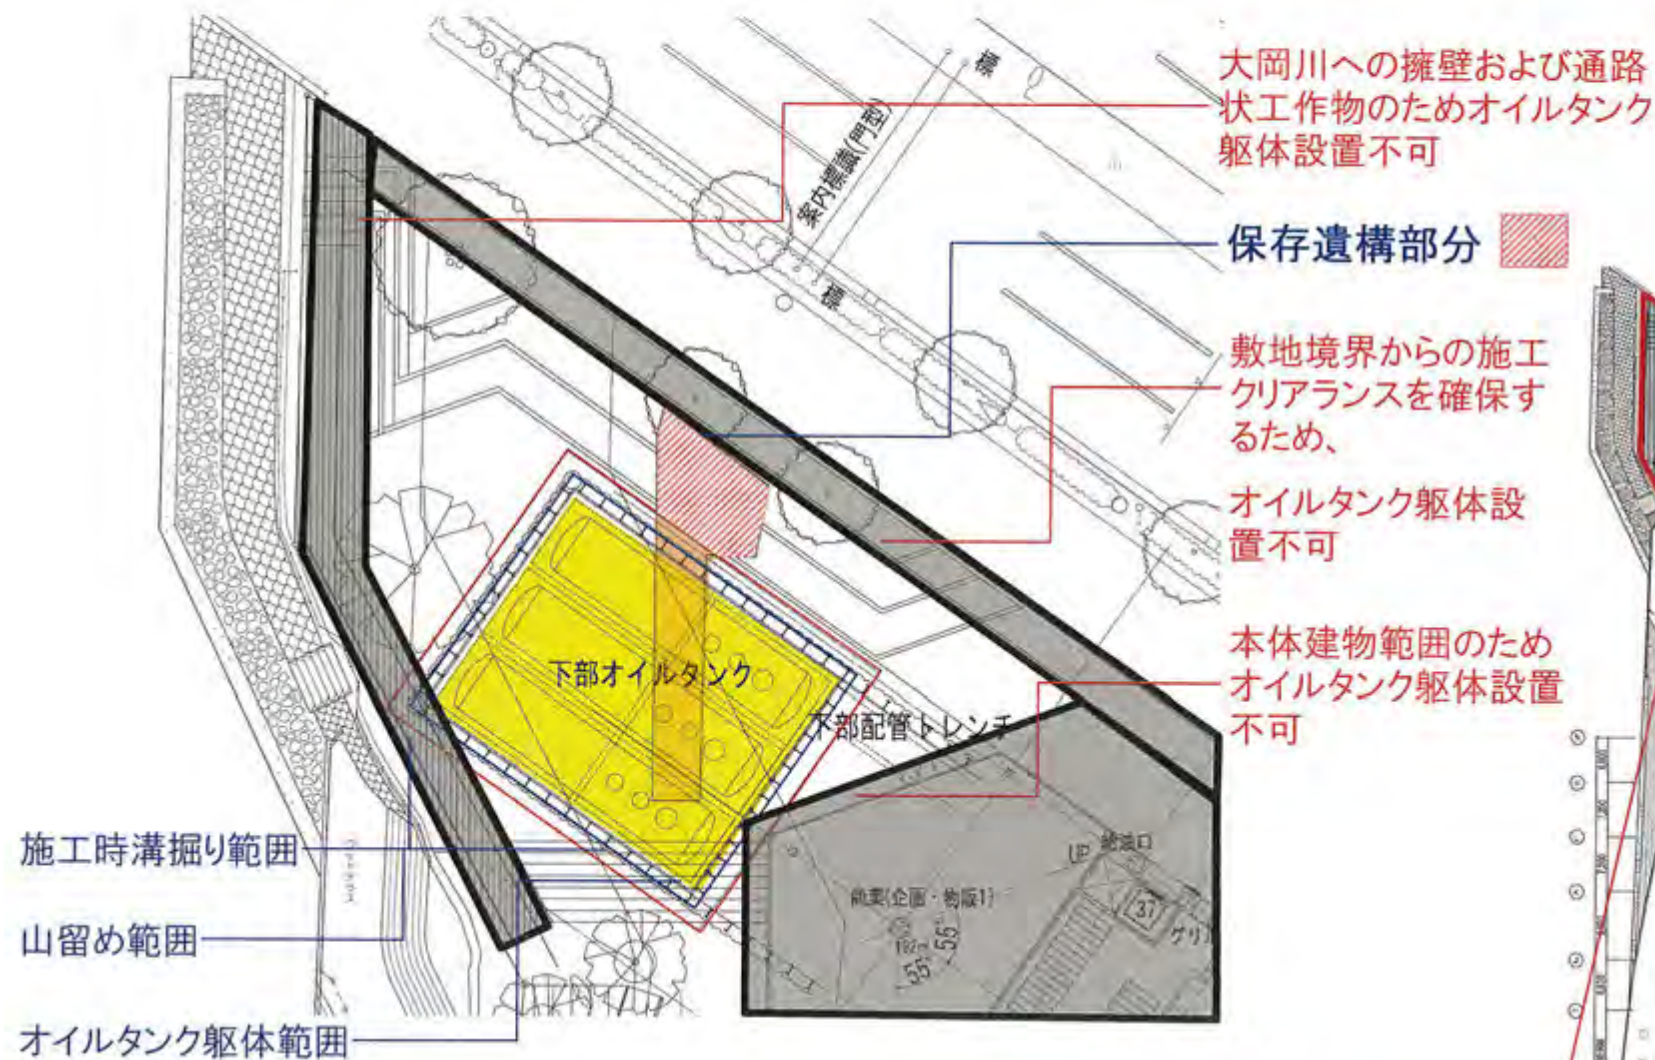 大岡川への擁壁および通路
状工作物のためオイルタンク
躯体設置不可
標
案内標識(門型)
標
保存遺構部分
敷地境界からの施工
クリアランスを確保す
るため、
オイルタンク躯体設
置不可
本体建物範囲のため
オイルタンク躯体設置
不可
下部オイルタンク
下部配管トレンチ
施工時溝掘り範囲
山留め範囲
オイルタンク躯体範囲
UP
給油口
商業(企画・物販1)
37